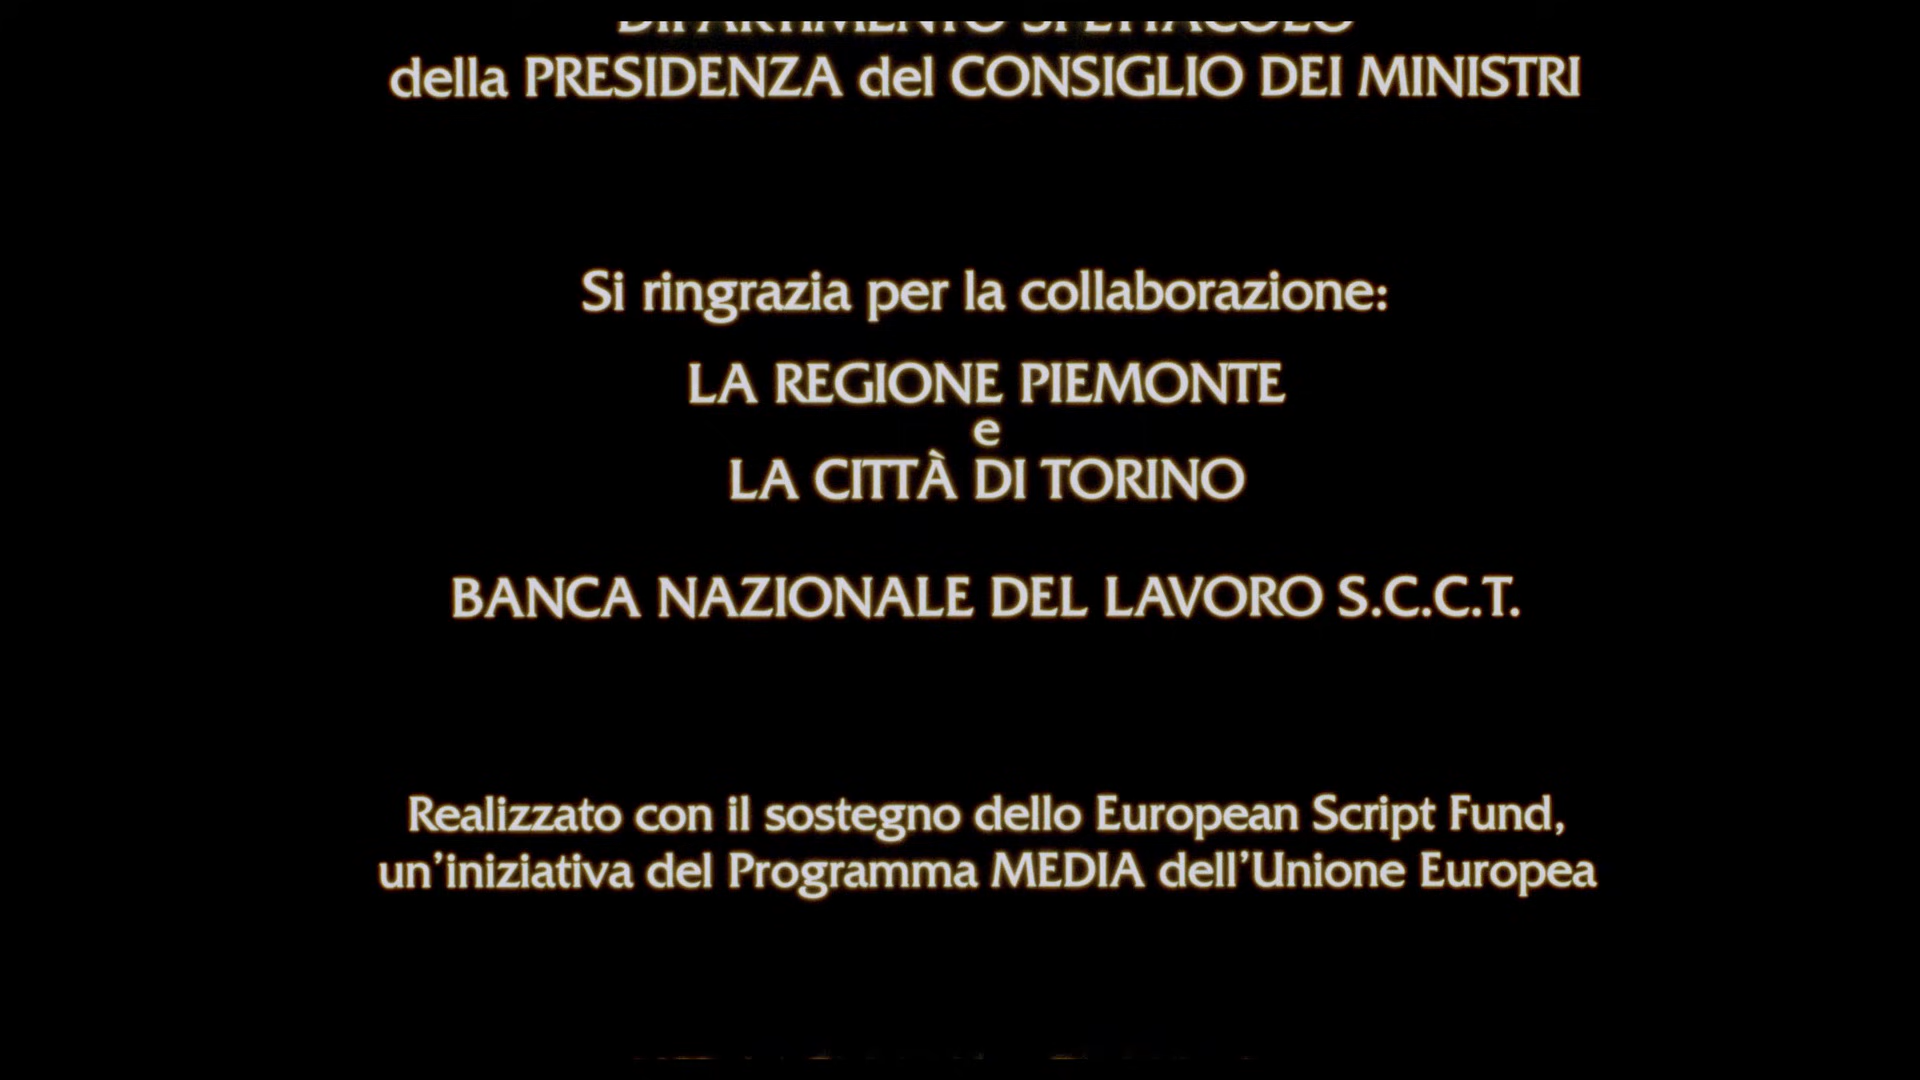 DIPARTIMENTO SPETTACOLO
della PRESIDENZA del CONSIGLIO DEI MINISTRI
Si ringrazia per la collaborazione:
LA REGIONE PIEMONTE
e
LA CITTÀ DI TORINO
BANCA NAZIONALE DEL LAVORO S.C.C.T.
Realizzato con il sostegno dello European Script Fund,
un'iniziativa del Programma MEDIA dell'Unione Europea